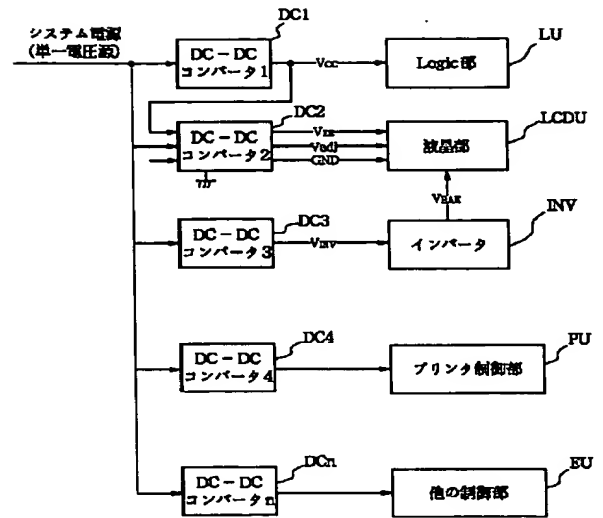 システム電源
(単一電圧源)
DC1
DC－DC
コンバータ1
Vcc
Logic部
LU
DC2
DC－DC
コンバータ2
VEE
Vadj
GND
液晶部
LCDU
VBAK
DC3
DC－DC
コンバータ3
VINV
インバータ
INV
DC4
DC－DC
コンバータ4
プリンタ制御部
PU
DCn
DC－DC
コンバータn
他の制御部
EU